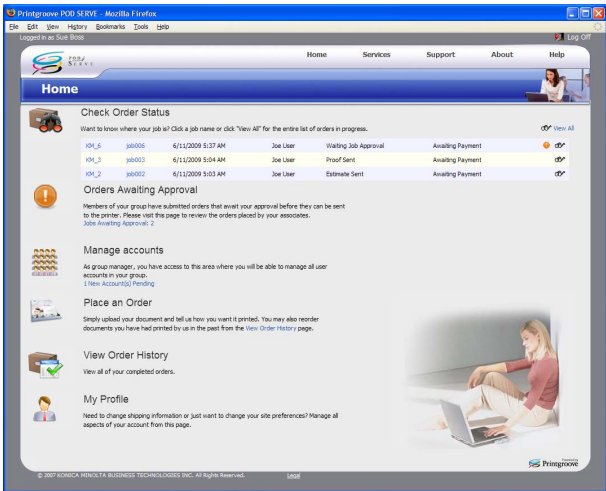 Printgroove POD SERVE - Mozilla Firefox
File Edit View History Bookmarks Tools Help
Logged in as Sue Boss Log Off
POD/ SERVE
Home Services Support About Help
Home
Check Order Status
Want to know where your job is? Click a job name or click "View All" for the entire list of orders in progress. View All
KM_6 job006 6/11/2009 5:37 AM Joe User Waiting Job Approval Awaiting Payment
KM_3 job003 6/11/2009 5:04 AM Joe User Proof Sent Awaiting Payment
KM_2 job002 6/11/2009 5:03 AM Joe User Estimate Sent Awaiting Payment
Orders Awaiting Approval
Members of your group have submitted orders that await your approval before they can be sent
to the printer. Please visit this page to review the orders placed by your associates.
Jobs Awaiting Approval: 2
Manage accounts
As group manager, you have access to this area where you will be able to manage all user
accounts in your group.
1 New Account(s) Pending
Place an Order
Simply upload your document and tell us how you want it printed. You may also reorder
documents you have had printed by us in the past from the View Order History page.
View Order History
View all of your completed orders.
My Profile
Need to change shipping information or just want to change your site preferences? Manage all
aspects of your account from this page.
Powered by
Printgroove
© 2007 KONICA MINOLTA BUSINESS TECHNOLOGIES INC. All Rights Reserved. Legal